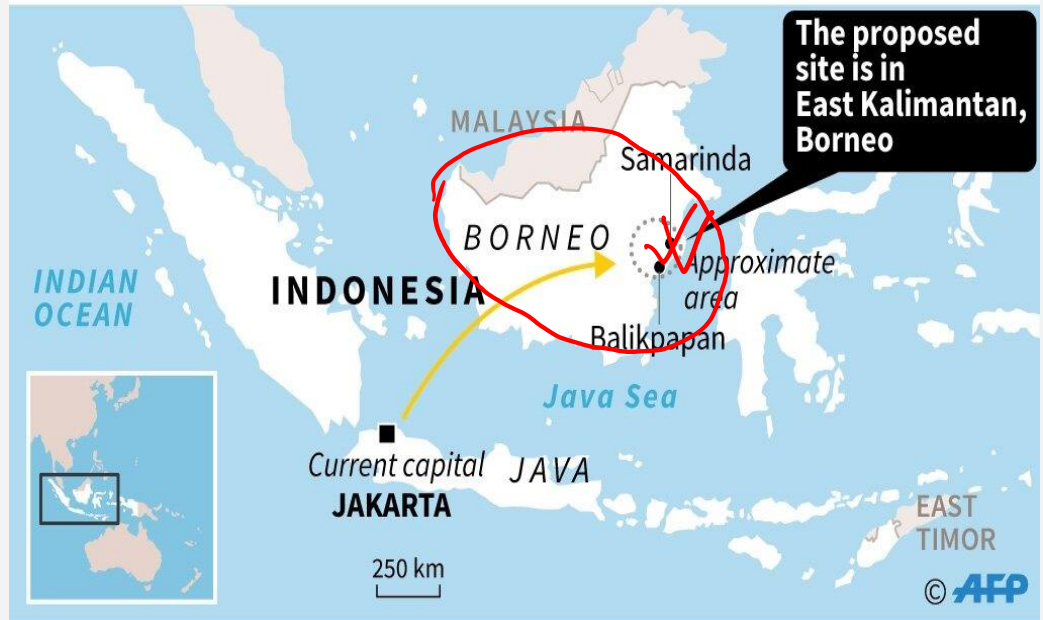 The proposed
site is in
East Kalimantan,
Borneo
MALAYSIA
Samarinda
BORNEO
Approximate
area
INDIAN
OCEAN
INDONESIA
Balikpapan
Java Sea
Current capital
JAKARTA
JAVA
EAST
TIMOR
250 km
© AFP